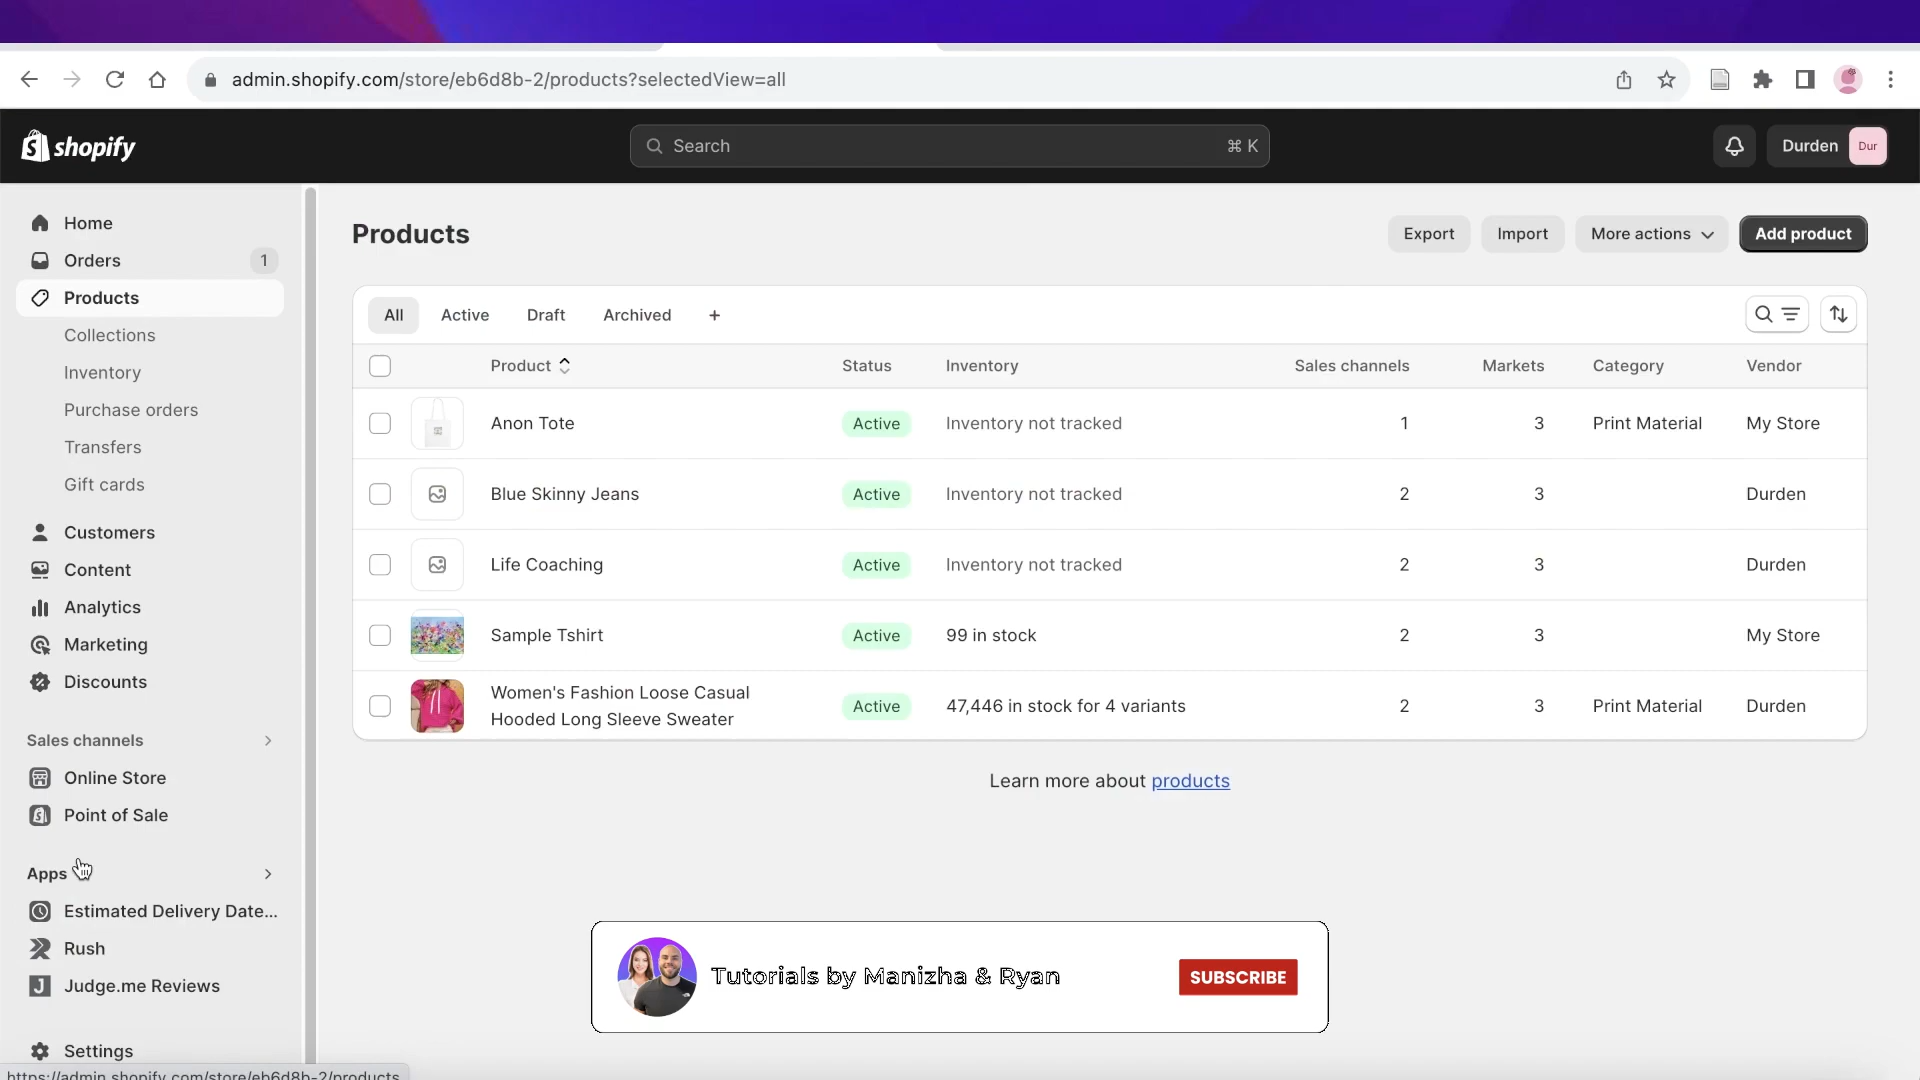 admin.shopify.com/store/eb6d8b-2/products?selectedView=all
shopify
Search
⌘ K
Durden
Dur
Home
Orders
1
Products
Collections
Inventory
Purchase orders
Transfers
Gift cards
Customers
Content
Analytics
Marketing
Discounts
Sales channels
Online Store
Point of Sale
Apps
Estimated Delivery Date...
Rush
Judge.me Reviews
Settings
https://admin.shopify.com/store/eb6d8b-2/products
Products
Export
Import
More actions
Add product
All
Active
Draft
Archived
+
Product
Status
Inventory
Sales channels
Markets
Category
Vendor
Anon Tote
Active
Inventory not tracked
1
3
Print Material
My Store
Blue Skinny Jeans
Active
Inventory not tracked
2
3
Durden
Life Coaching
Active
Inventory not tracked
2
3
Durden
Sample Tshirt
Active
99 in stock
2
3
My Store
Women's Fashion Loose Casual
Hooded Long Sleeve Sweater
Active
47,446 in stock for 4 variants
2
3
Print Material
Durden
Learn more about products
Tutorials by Manizha & Ryan
SUBSCRIBE